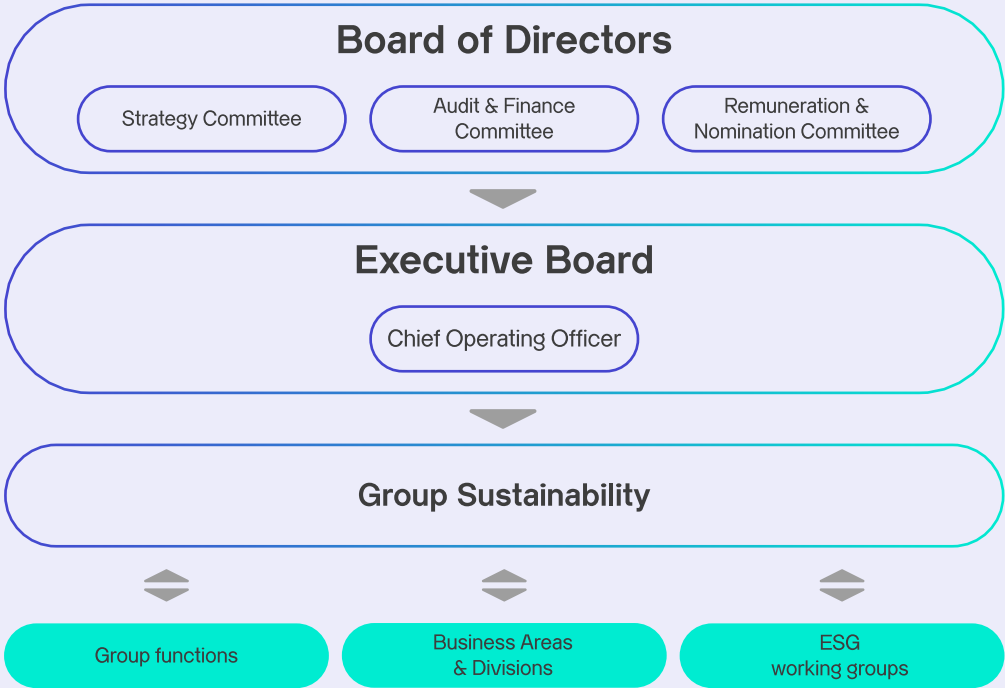 Board of Directors
Strategy Committee
Audit & Finance
Committee
Remuneration &
Nomination Committee
Executive Board
Chief Operating Officer
Group Sustainability
Group functions
Business Areas
& Divisions
ESG
working groups